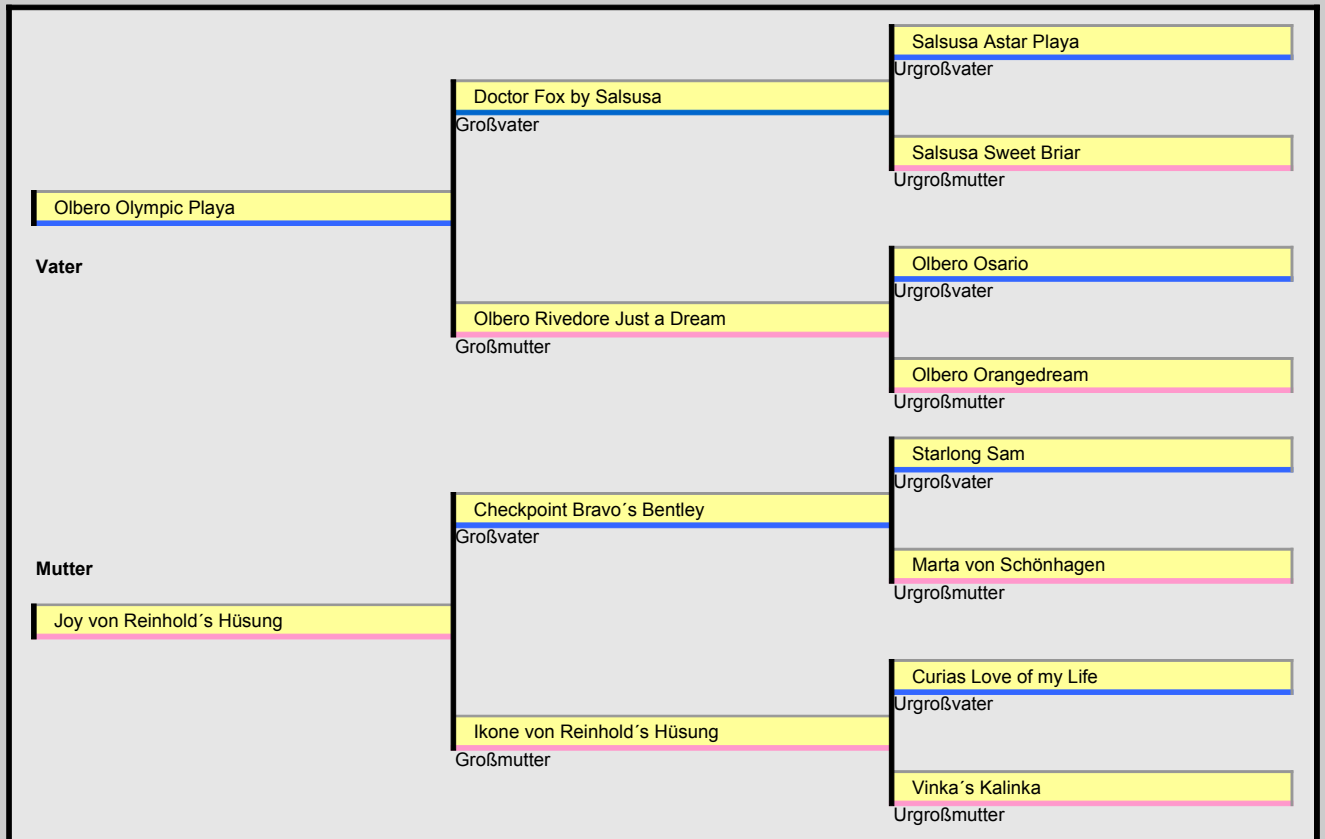 Salsusa Astar Playa
Urgroßvater
Doctor Fox by Salsusa
Großvater
Salsusa Sweet Briar
Urgroßmutter
Olbero Olympic Playa
Vater
Olbero Osario
Urgroßvater
Olbero Rivedore Just a Dream
Großmutter
Olbero Orangedream
Urgroßmutter
Starlong Sam
Urgroßvater
Checkpoint Bravo´s Bentley
Großvater
Mutter
Marta von Schönhagen
Urgroßmutter
Joy von Reinhold´s Hüsung
Curias Love of my Life
Urgroßvater
Ikone von Reinhold´s Hüsung
Großmutter
Vinka´s Kalinka
Urgroßmutter